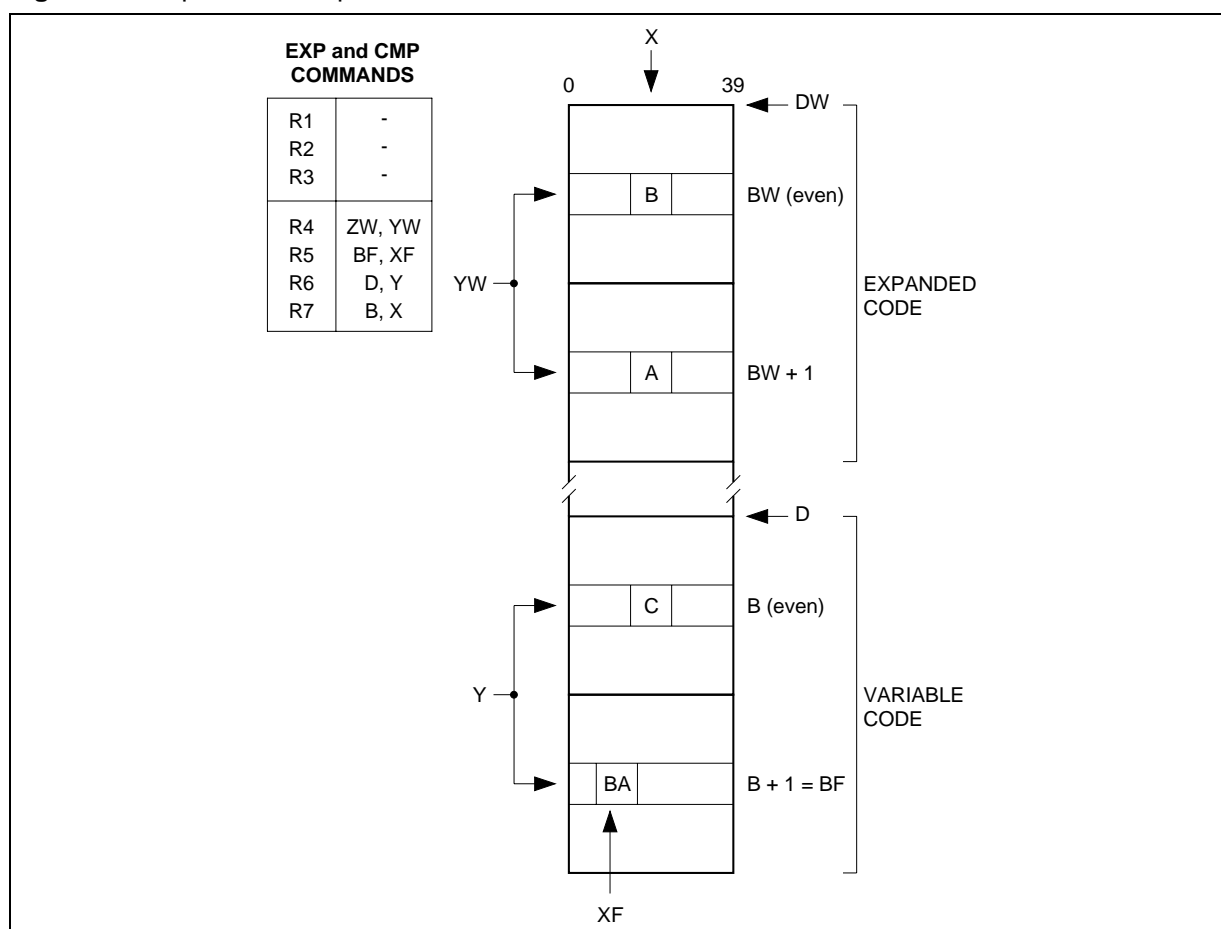 EXP and CMP
COMMANDS
R1 -
R2 -
R3 -
R4 ZW, YW
R5 BF, XF
R6 D, Y
R7 B, X
X
0 39
DW
B BW (even)
YW
EXPANDED
CODE
A BW + 1
D
C B (even)
Y
VARIABLE
CODE
BA B + 1 = BF
XF